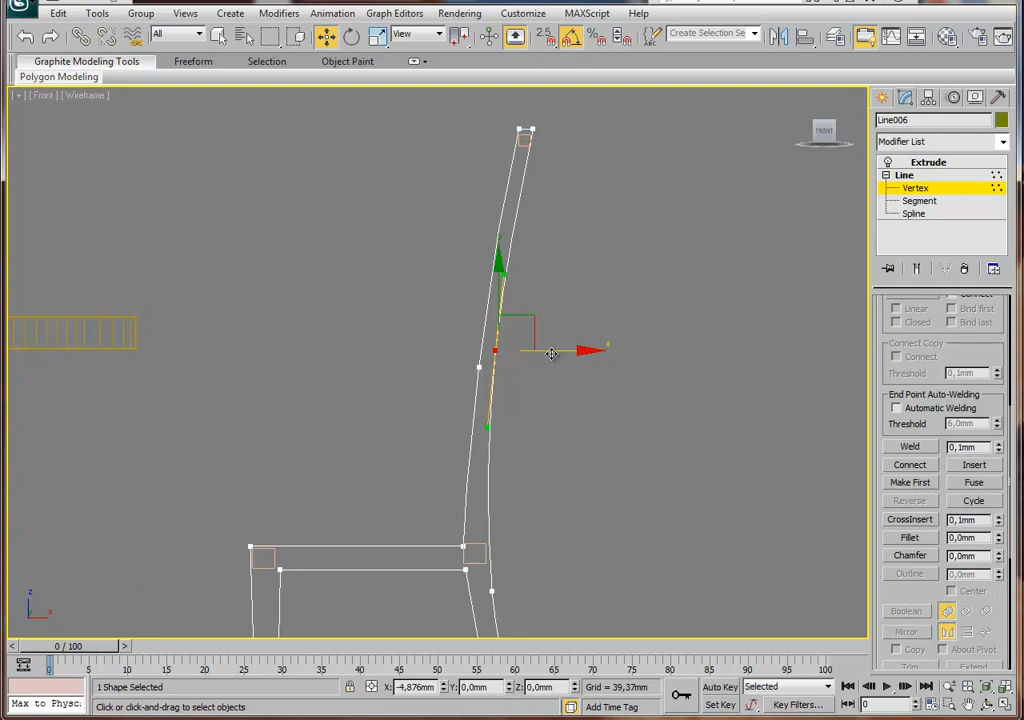 Edit Tools Group Views Create Modifiers Animation Graph Editors Rendering Customize MAXScript Help
All View 2.5 Create Selection Se
Graphite Modeling Tools Freeform Selection Object Paint
Polygon Modeling
[ + ] [ Front ] [ Wireframe ]
FRONT
Line006
Modifier List
Extrude
Line
Vertex
Segment
Spline
Linear Bind first
Closed Bind last
Connect Copy
Connect
Threshold 0,1mm
End Point Auto-Welding
Automatic Welding
Threshold 6,0mm
Weld 0,1mm
Connect Insert
Make First Fuse
Reverse Cycle
CrossInsert 0,1mm
Fillet 0,0mm
Chamfer 0,0mm
Outline 0,0mm
Center
Boolean
Mirror
Copy About Pivot
Trim Extend
x
z
x
0 / 100
0 5 10 15 20 25 30 35 40 45 50 55 60 65 70 75 80 85 90 95 100
1 Shape Selected X: -4,876mm Y: 0,0mm Z: 0,0mm Grid = 39,37mm Auto Key Selected
Max to Physc: Click or click-and-drag to select objects Add Time Tag Set Key Key Filters... 0